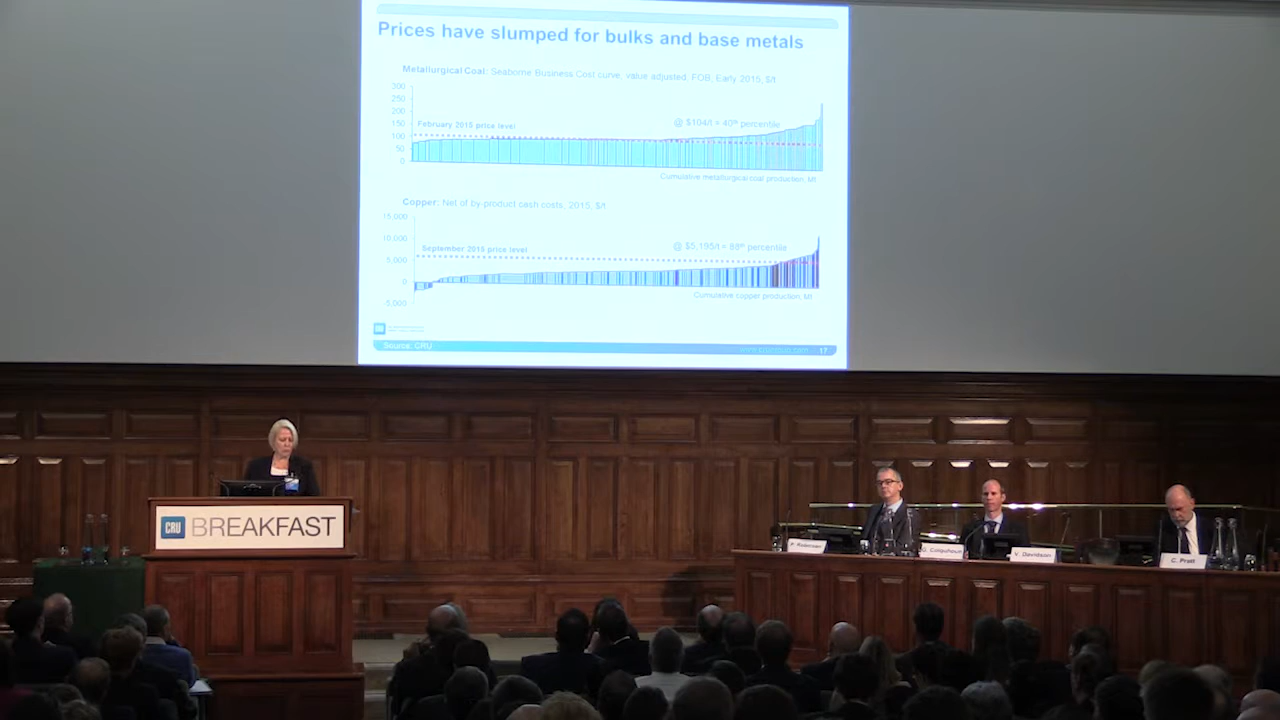 Prices have slumped for bulks and base metals
Metallurgical Coal: Seaborne Business Cost curve, value adjusted, FOB, Early 2015, $/t
300
250
200
150
100
50
0
February 2015 price level
@ $104/t = 40th percentile
Cumulative metallurgical coal production, Mt
Copper: Net of by product cash costs, 2015, $/t
15,000
10,000
5,000
0
-5,000
September 2015 price level
@ $5,195/t = 88th percentile
Cumulative copper production, Mt
CRU
Source: CRU
17
CRU BREAKFAST
G. Colquhoun
V. Davidson
C. Pratt